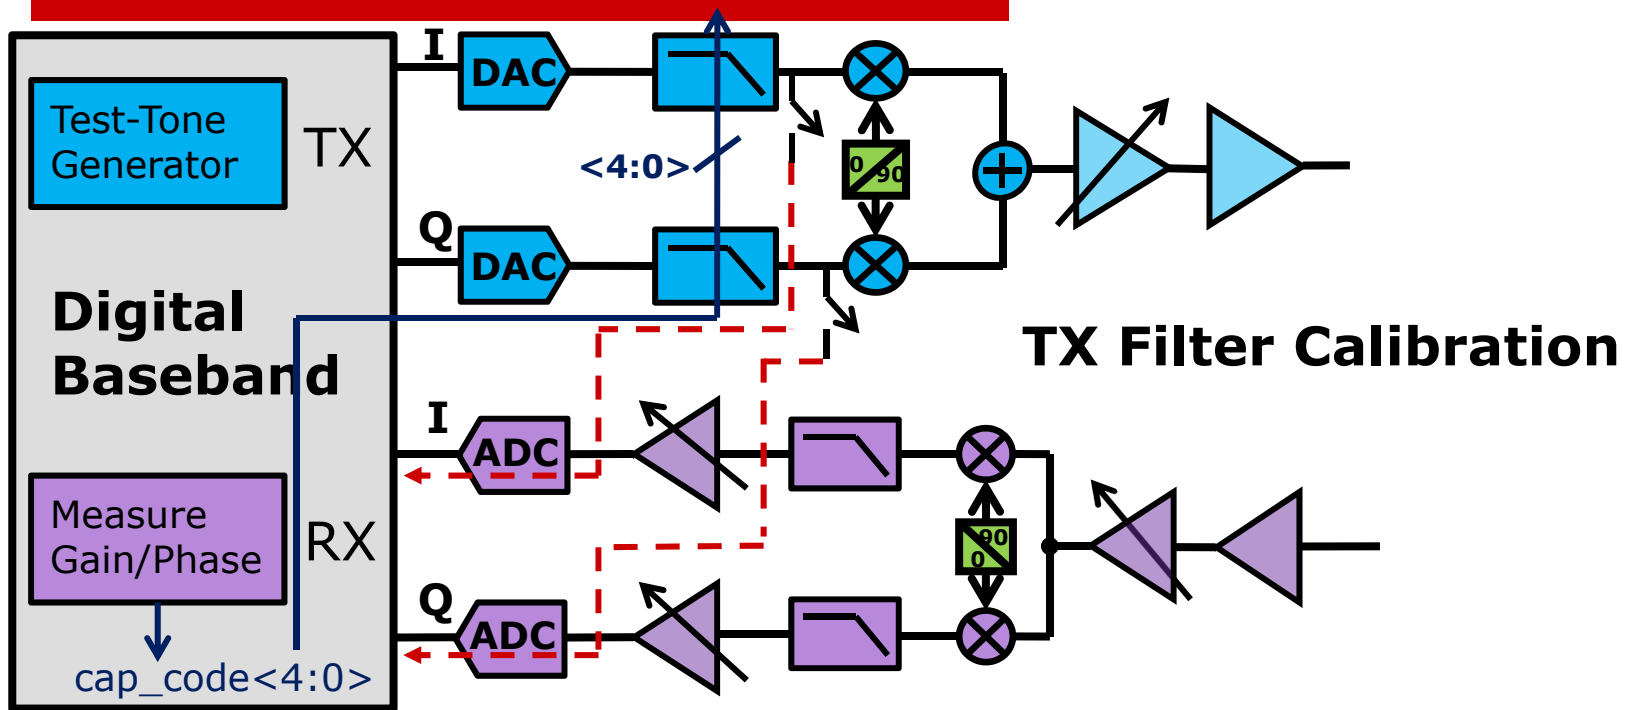 I
DAC
Test-Tone
Generator
TX
<4:0>
0
90
Q
DAC
Digital
Baseband
TX Filter Calibration
I
ADC
Measure
Gain/Phase
RX
90
0
Q
ADC
cap_code<4:0>